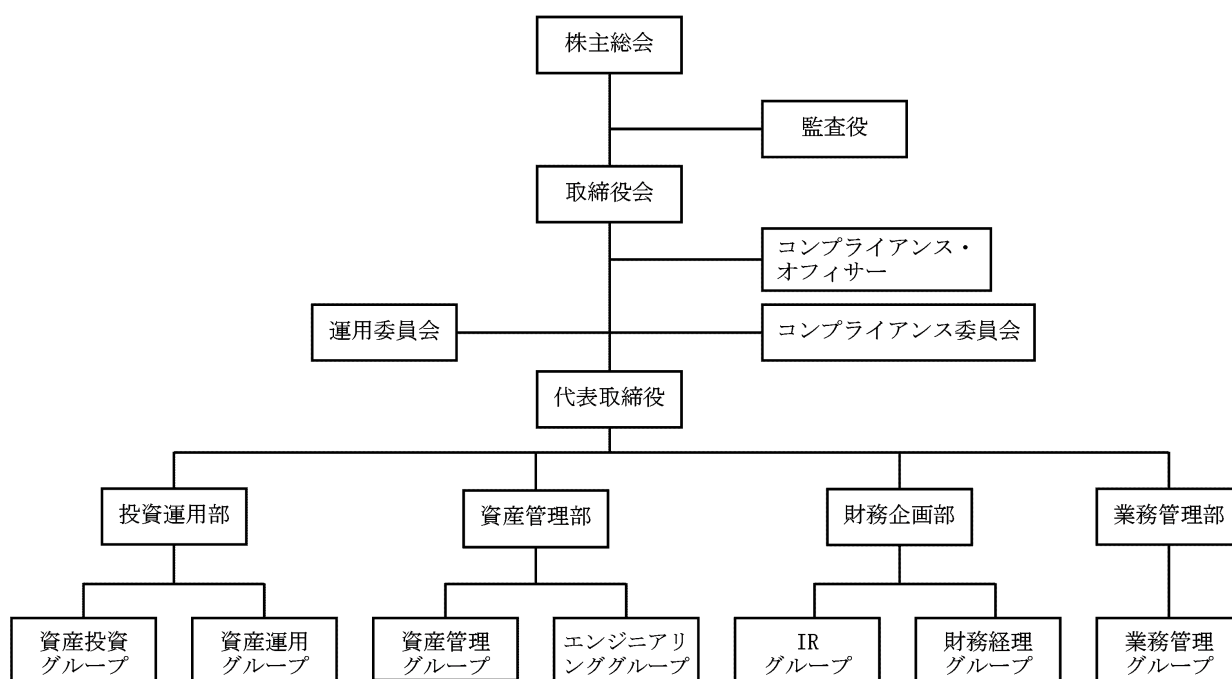 株主総会
監査役
取締役会
コンプライアンス・
オフィサー
運用委員会
コンプライアンス委員会
代表取締役
投資運用部
資産管理部
財務企画部
業務管理部
資産投資
グループ
資産運用
グループ
資産管理
グループ
エンジニアリ
ンググループ
IR
グループ
財務経理
グループ
業務管理
グループ